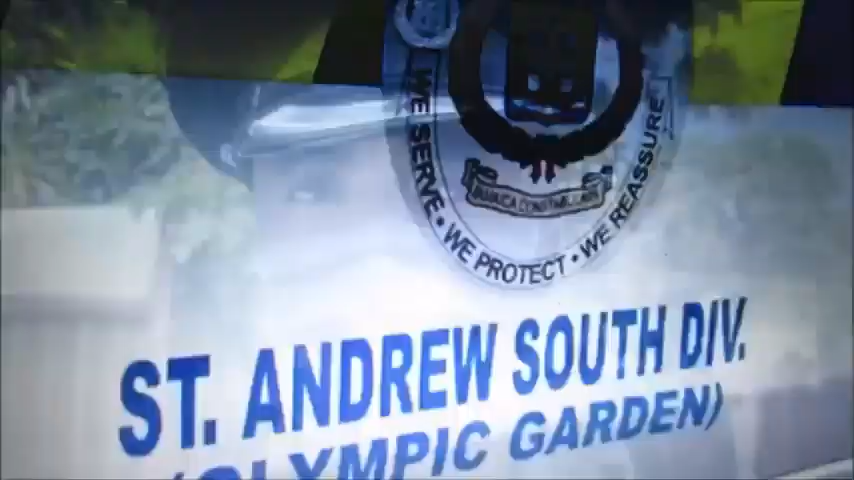 WE SERVE • WE PROTECT • WE REASSURE
JAMAICA CONSTABULARY
ST. ANDREW SOUTH DIV.
(OLYMPIC GARDEN)